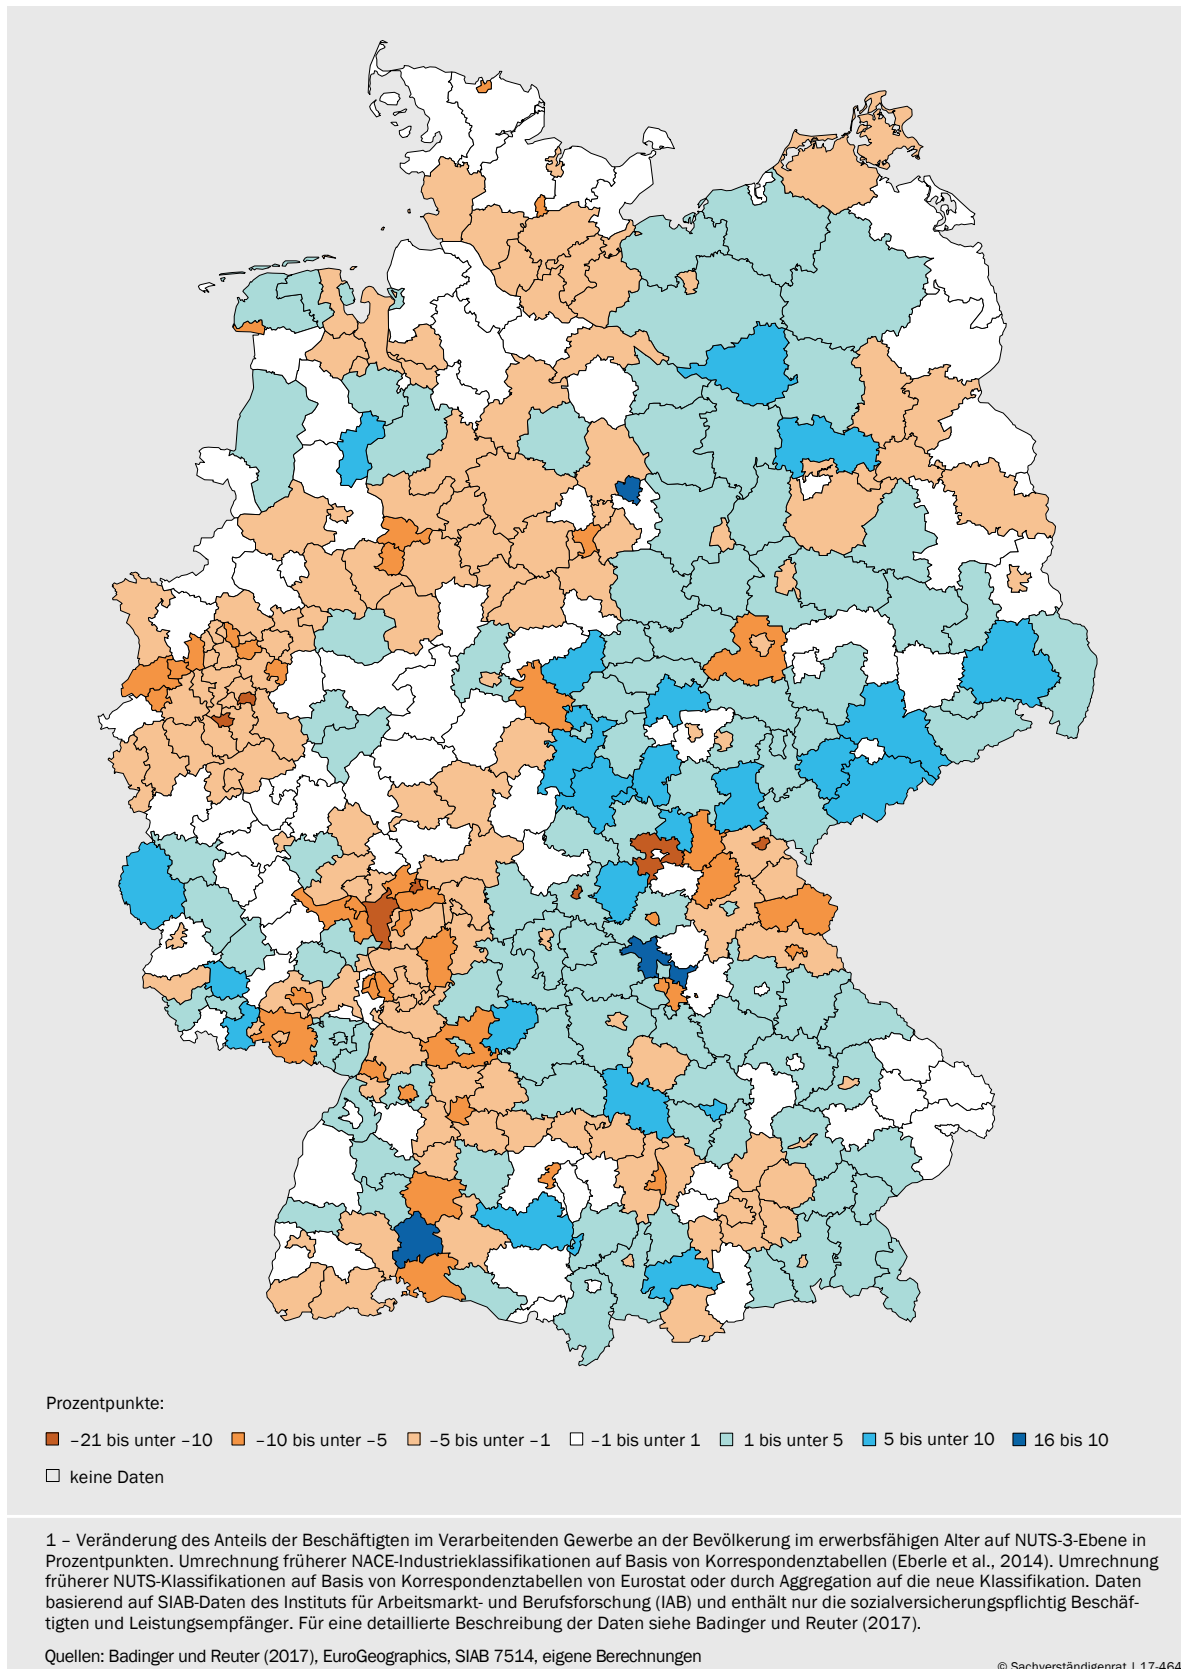 Prozentpunkte:
–21 bis unter –10 –10 bis unter –5 –5 bis unter –1 –1 bis unter 1 1 bis unter 5 5 bis unter 10 16 bis 10
keine Daten
1 – Veränderung des Anteils der Beschäftigten im Verarbeitenden Gewerbe an der Bevölkerung im erwerbsfähigen Alter auf NUTS-3-Ebene in
Prozentpunkten. Umrechnung früherer NACE-Industrieklassifikationen auf Basis von Korrespondenztabellen (Eberle et al., 2014). Umrechnung
früherer NUTS-Klassifikationen auf Basis von Korrespondenztabellen von Eurostat oder durch Aggregation auf die neue Klassifikation. Daten
basierend auf SIAB-Daten des Instituts für Arbeitsmarkt- und Berufsforschung (IAB) und enthält nur die sozialversicherungspflichtig Beschäf-
tigten und Leistungsempfänger. Für eine detaillierte Beschreibung der Daten siehe Badinger und Reuter (2017).
Quellen: Badinger und Reuter (2017), EuroGeographics, SIAB 7514, eigene Berechnungen
© Sachverständigenrat | 17-464